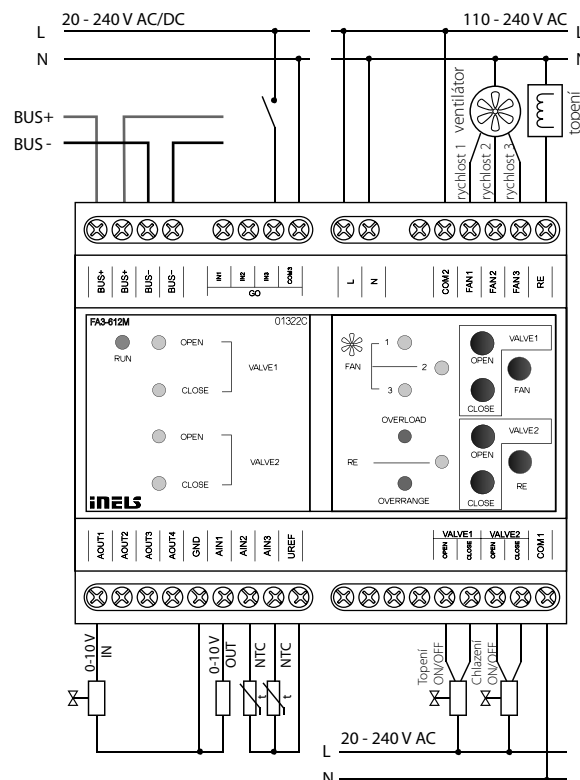 20 - 240 V AC/DC
110 - 240 V AC
L
L
N
N
BUS+
BUS -
ventilátor
rychlost 1
rychlost 2
rychlost 3
topení
BUS+
BUS+
BUS-
BUS-
IN1
IN2
IN3
COM3
GO
L
N
COM2
FAN1
FAN2
FAN3
RE
FA3-612M
01322C
RUN
OPEN
CLOSE
VALVE1
OPEN
CLOSE
VALVE2
iNELS
FAN
1
2
3
OVERLOAD
RE
OVERRANGE
VALVE1
OPEN
FAN
CLOSE
VALVE2
OPEN
RE
CLOSE
AOUT1
AOUT2
AOUT3
AOUT4
GND
AIN1
AIN2
AIN3
UREF
VALVE1
VALVE2
OPEN
CLOSE
OPEN
CLOSE
COM1
0-10 V
IN
0-10 V
OUT
NTC
t
NTC
t
Topení
ON/OFF
Chlazení
ON/OFF
20 - 240 V AC
L
N